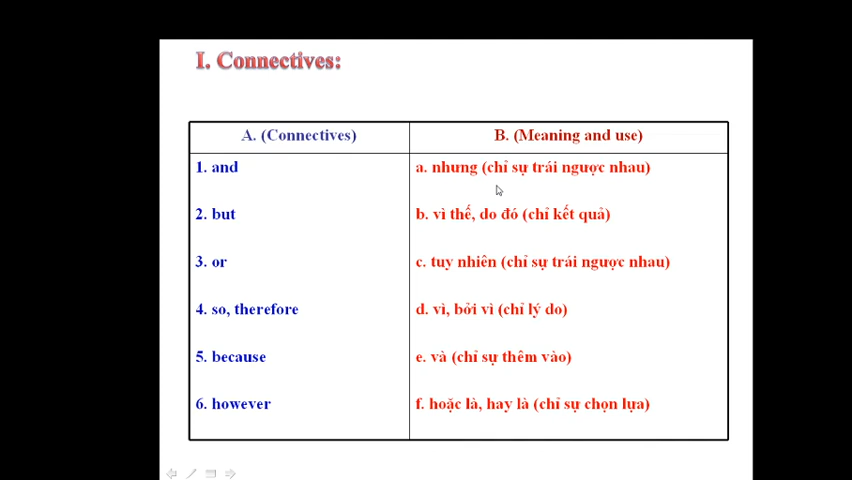 I. Connectives:
A. (Connectives) B. (Meaning and use)
1. and a. nhưng (chỉ sự trái ngược nhau)
2. but b. vì thế, do đó (chỉ kết quả)
3. or c. tuy nhiên (chỉ sự trái ngược nhau)
4. so, therefore d. vì, bởi vì (chỉ lý do)
5. because e. và (chỉ sự thêm vào)
6. however f. hoặc là, hay là (chỉ sự chọn lựa)